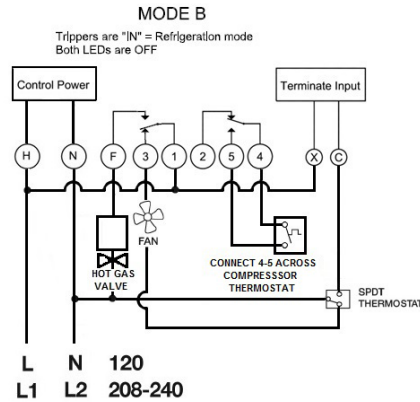 MODE B
Trippers are "IN" = Refrigeration mode
Both LEDs are OFF
Control Power
Terminate Input
H N F 3 1 2 5 4 X C
FAN
HOT GAS
VALVE
CONNECT 4-5 ACROSS
COMPRESSSOR
THERMOSTAT
SPDT
THERMOSTAT
L N 120
L1 L2 208-240